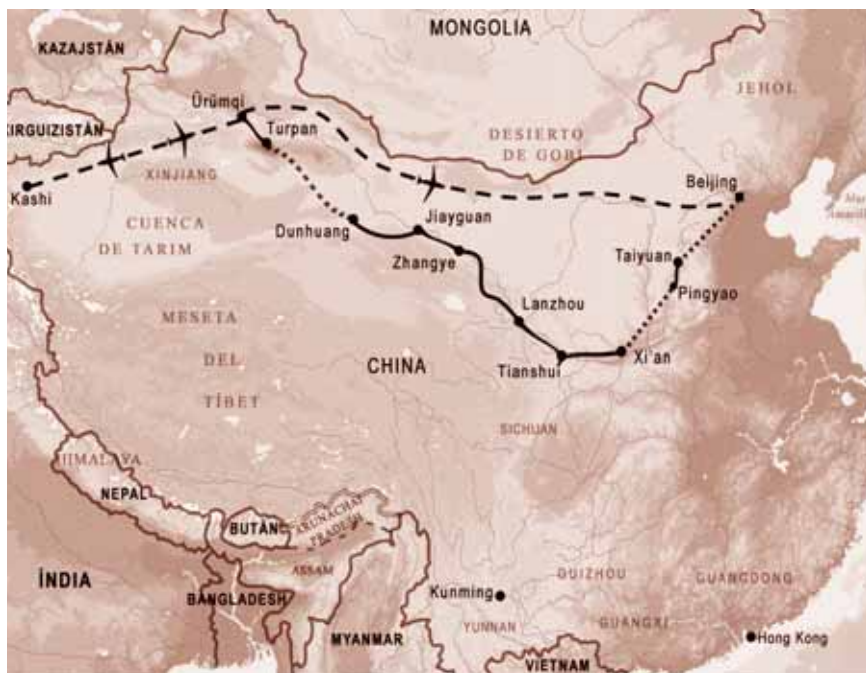 MONGOLIA
KAZAJSTÁN
JEHOL
Ürümqi
KIRGUIZISTÁN
Turpan
DESIERTO
DE GOBI
XINJIANG
Beijing
Kashi
Mar
CUENCA
DE TARIM
Dunhuang
Jiayguan
Zhangye
Taiyuan
Pingyao
Lanzhou
MESETA
DEL
TÍBET
CHINA
Tianshui
Xi'an
SICHUAN
HIMALAYA
NEPAL
BUTÁN
ARUNACHAL
PRADESH
ASSAM
ÍNDIA
BANGLADESH
MYANMAR
Kunming
YUNNAN
GUIZHOU
GUANGDONG
GUANGXI
Hong Kong
VIETNAM